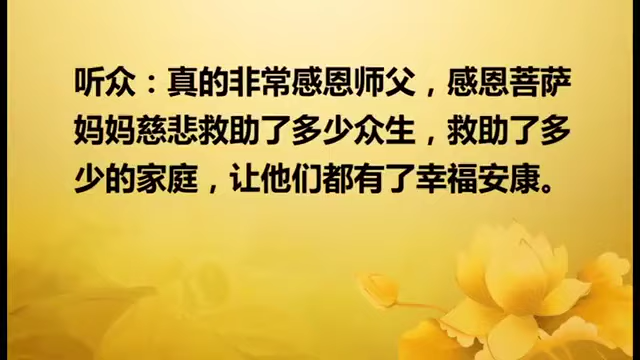 听众：真的非常感恩师父，感恩菩萨
妈妈慈悲救助了多少众生，救助了多
少的家庭，让他们都有了幸福安康。